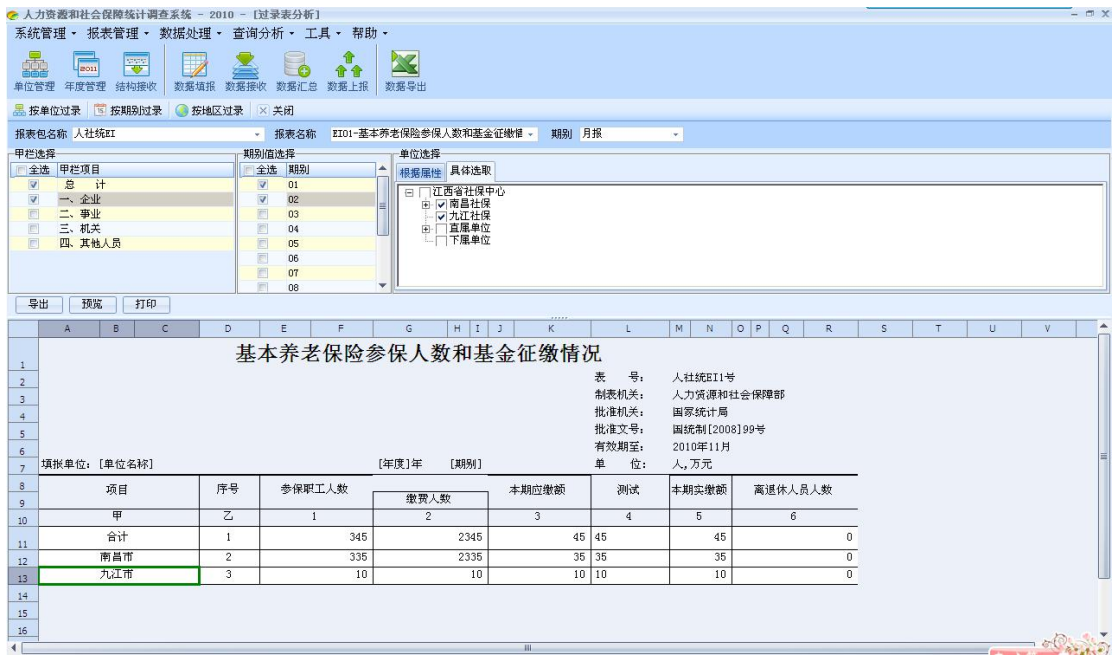 人力资源和社会保障统计调查系统 - 2010 - [过录表分析]
系统管理 报表管理 数据处理 查询分析 工具 帮助
2011
单位管理 年度管理 结构接收 数据填报 数据接收 数据汇总 数据上报 数据导出
按单位过录 按期别过录 按地区过录 关闭
报表包名称 人社统EI 报表名称 EI01-基本养老保险参保人数和基金征缴情 期别 月报
甲栏选择 期别值选择 单位选择
全选 甲栏项目 全选 期别 根据属性 具体选取
总 计 01 江西省社保中心
一、企业 02 南昌社保
二、事业 03 九江社保
三、机关 04 直属单位
四、其他人员 05 下属单位
06
07
08
导出 预览 打印
A B C D E F G H I J K L M N O P Q R S T U V
1 基本养老保险参保人数和基金征缴情况
2 表 号: 人社统EI1号
3 制表机关: 人力资源和社会保障部
4 批准机关: 国家统计局
5 批准文号: 国统制[2008]99号
6 有效期至: 2010年11月
7 填报单位: [单位名称] [年度]年 [期别] 单 位: 人,万元
8 项目 序号 参保职工人数 本期应缴额 测试 本期实缴额 离退休人员人数
9 缴费人数
10 甲 乙 1 2 3 4 5 6
11 合计 1 345 2345 45 45 45 0
12 南昌市 2 335 2335 35 35 35 0
13 九江市 3 10 10 10 10 10 0
14
15
16